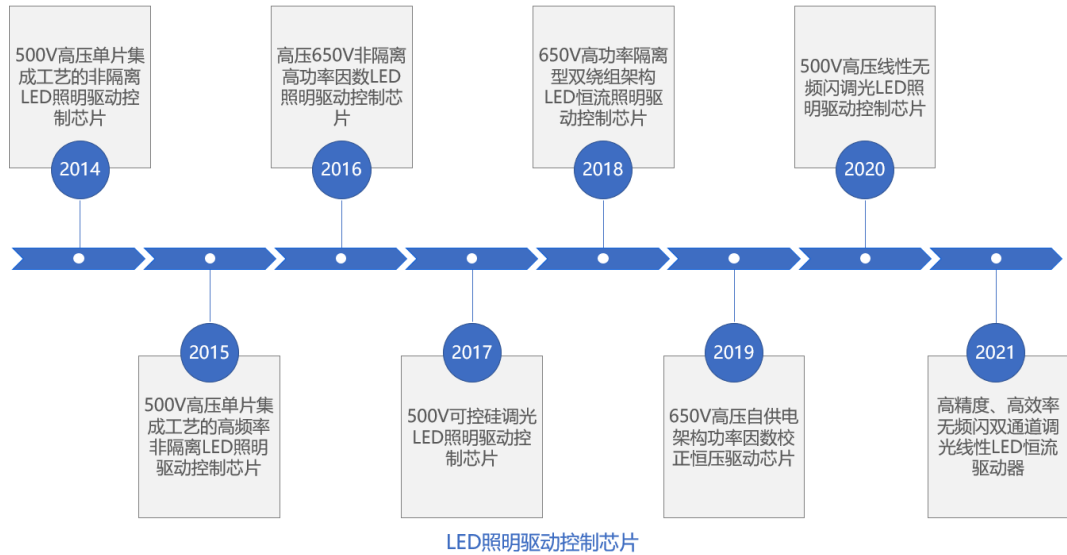 500V高压单片集
成工艺的非隔离
LED照明驱动控
制芯片
2014
高压650V非隔离
高功率因数LED
照明驱动控制芯
片
2016
650V高功率隔离
型双绕组架构
LED恒流照明驱
动控制芯片
2018
500V高压线性无
频闪调光LED照
明驱动控制芯片
2020
2015
500V高压单片集
成工艺的高频率
非隔离LED照明
驱动控制芯片
2017
500V可控硅调光
LED照明驱动控
制芯片
2019
650V高压自供电
架构功率因数校
正恒压驱动芯片
2021
高精度、高效率
无频闪双通道调
光线性LED恒流
驱动器
LED照明驱动控制芯片